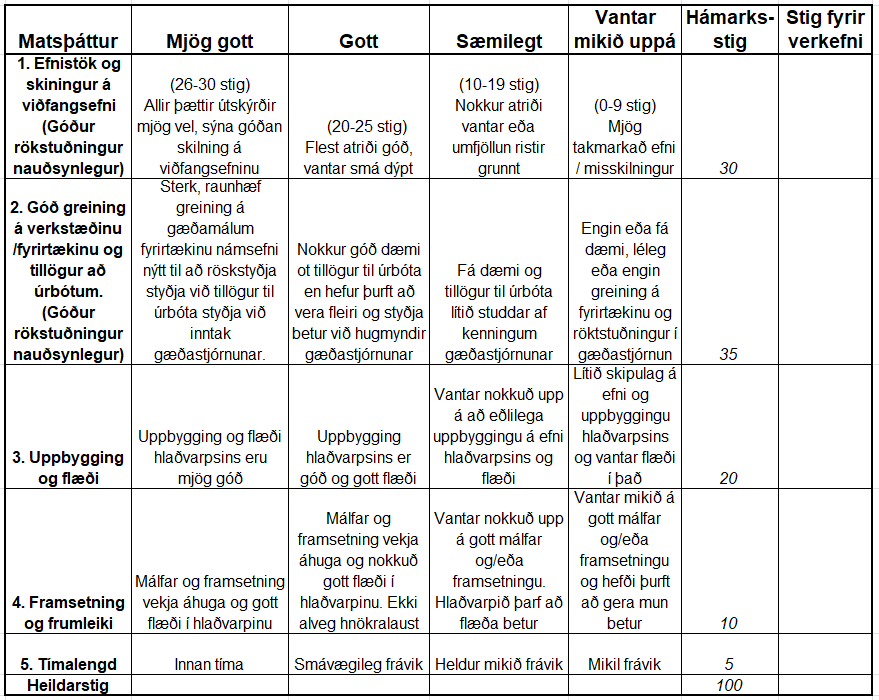 Matsþáttur
Mjög gott
Gott
Sæmilegt
Vantar
mikið uppá
Hámarks-
stig
Stig fyrir
verkefni
1. Efnistök og
skiningur á
viðfangsefni
(Góður
rökstuðningur
nauðsynlegur)
(26-30 stig)
Allir þættir útskýrðir
mjög vel, sýna góðan
skilning á
viðfangsefninu
(20-25 stig)
Flest atriði góð,
vantar smá dýpt
(10-19 stig)
Nokkur atriði
vantar eða
umfjöllun ristir
grunnt
(0-9 stig)
Mjög
takmarkað efni
/ misskilningur
30
2. Góð greining
á verkstæðinu
/fyrirtækinu og
tillögur að
úrbótum.
(Góður
rökstuðningur
nauðsynlegur)
Sterk, raunhæf
greining á
gæðamálum
fyrirtækinu námsefni
nýtt til að röskstyðja
styðja við tillögur til
úrbóta styðja við
inntak
gæðastjórnunar.
Nokkur góð dæmi
ot tillögur til úrbóta
en hefur þurft að
vera fleiri og styðja
betur við hugmyndir
gæðastjórnunar
Fá dæmi og
tillögur til úrbóta
lítið studdar af
kenningum
gæðastjórnunar
Engin eða fá
dæmi, léleg
eða engin
greining á
fyrirtækinu og
röktstuðningur í
gæðastjórnun
35
3. Uppbygging
og flæði
Uppbygging og flæði
hlaðvarpsins eru
mjög góð
Uppbygging
hlaðvarpsins er
góð og gott flæði
Vantar nokkuð upp
á að eðlilega
uppbyggingu á efni
hlaðvarpsins og
flæði
Lítið skipulag á
efni og
uppbyggingu
hlaðvarpsins
og vantar flæði
í það
20
4. Framsetning
og frumleiki
Málfar og framsetning
vekja áhuga og gott
flæði í hlaðvarpinu
Málfar og
framsetning vekja
áhuga og nokkuð
gott flæði í
hlaðvarpinu. Ekki
alveg hnökralaust
Vantar nokkuð upp
á gott málfar
og/eða
framsetningu.
Hlaðvarpið þarf að
flæða betur
Vantar mikið á
gott málfar
og/eða
framsetningu
og hefði þurft
að gera mun
betur
10
5. Timalengd
Innan tíma
Smávægileg frávik
Heldur mikið frávik
Mikil frávik
5
Heildarstig
100